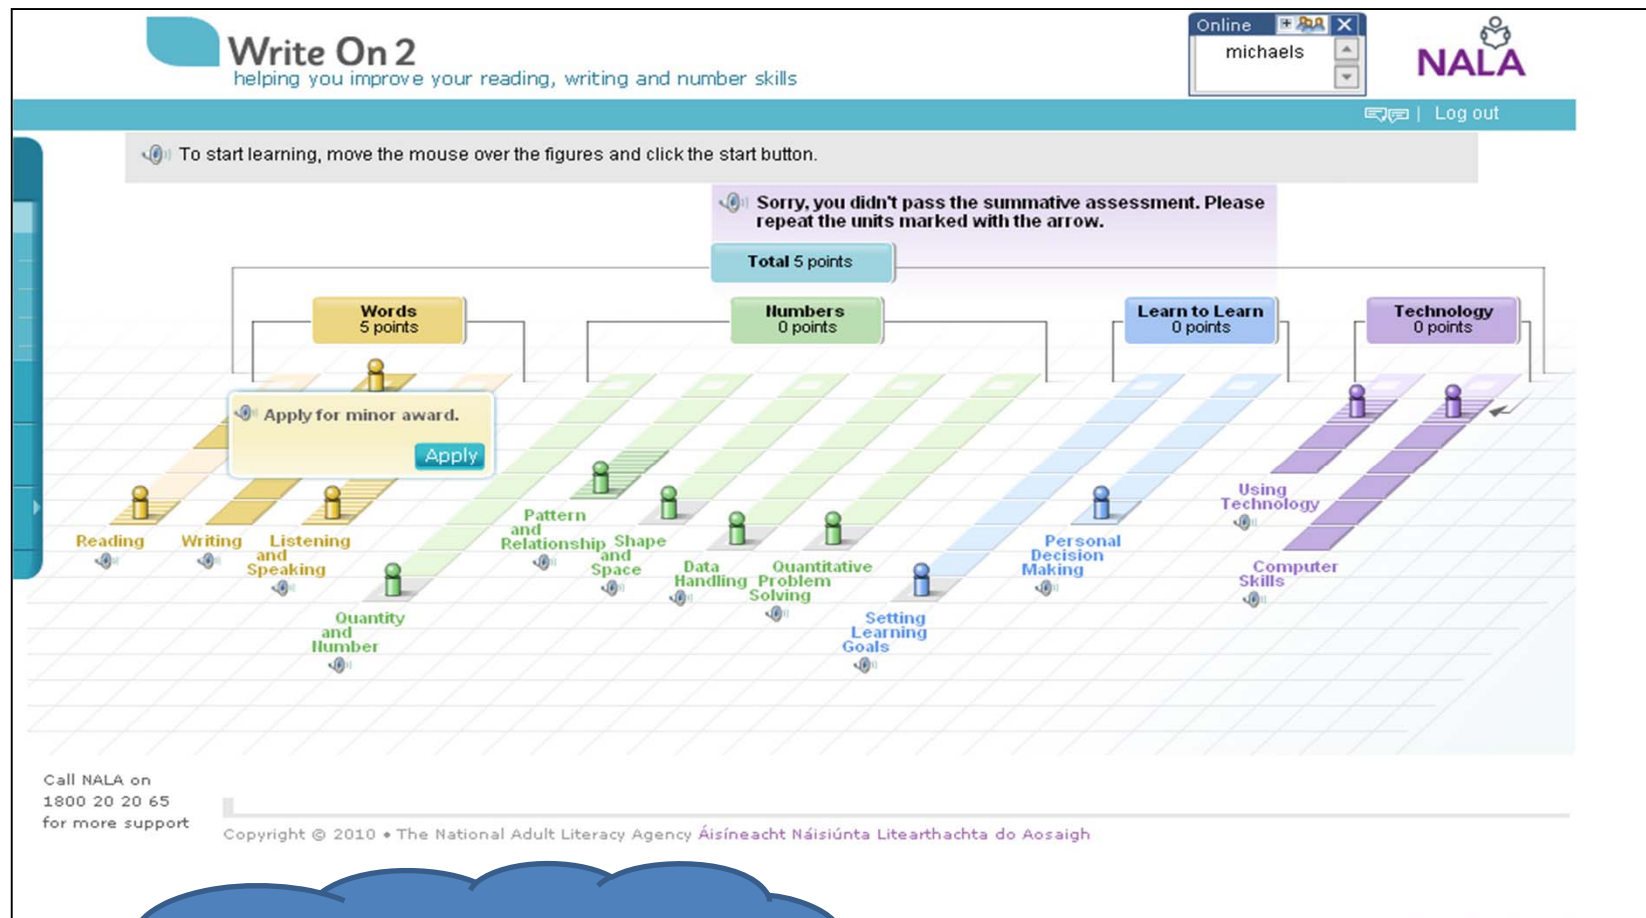 Write On 2
helping you improve your reading, writing and number skills
Online
michaels
NALA
| Log out
To start learning, move the mouse over the figures and click the start button.
Sorry, you didn't pass the summative assessment. Please
repeat the units marked with the arrow.
Total 5 points
Words
5 points
Numbers
0 points
Learn to Learn
0 points
Technology
0 points
Apply for minor award.
Apply
Reading
Writing
Listening
and
Speaking
Quantity
and
Number
Pattern
and
Relationship
Shape
and
Space
Data
Handling
Quantitative
Problem
Solving
Setting
Learning
Goals
Personal
Decision
Making
Using
Technology
Computer
Skills
Call NALA on
1800 20 20 65
for more support
Copyright © 2010 • The National Adult Literacy Agency Áisíneacht Náisiúnta Litearthachta do Aosaigh